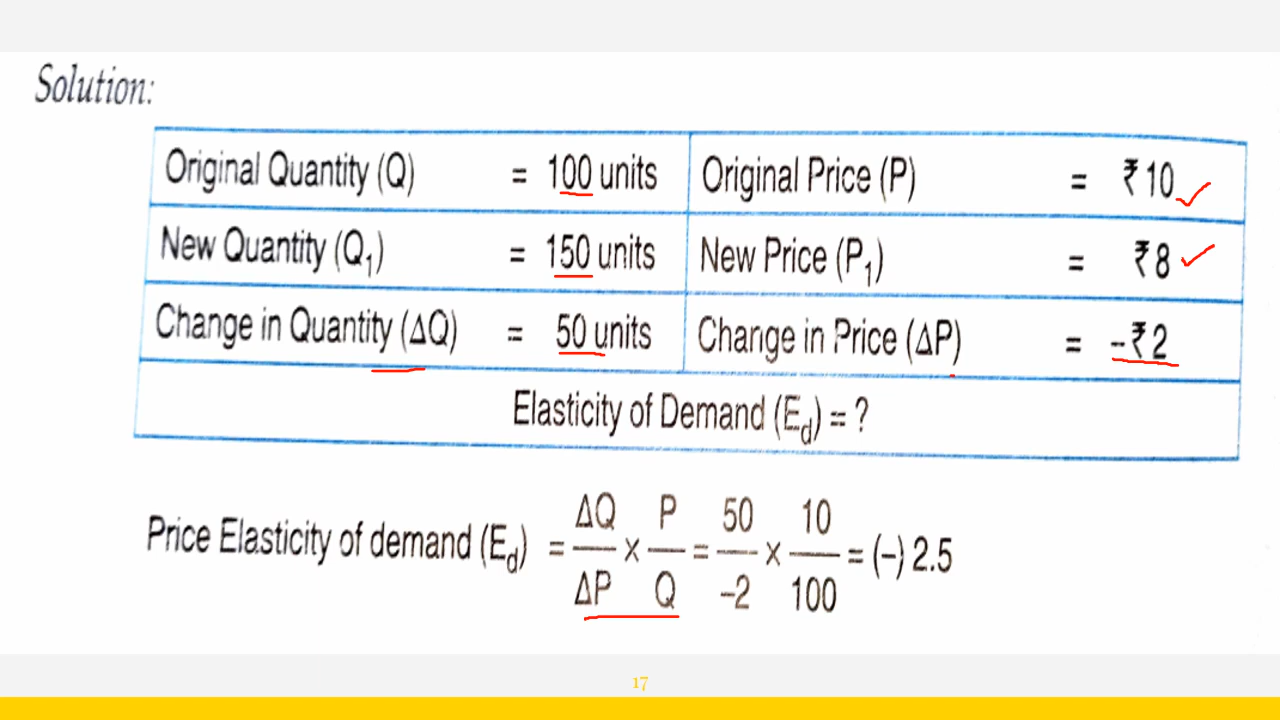 Solution:
Original Quantity (Q) = 100 units Original Price (P) = ₹ 10
New Quantity (Q₁) = 150 units New Price (P₁) = ₹ 8
Change in Quantity (ΔQ) = 50 units Change in Price (ΔP) = –₹ 2
Elasticity of Demand (E_d) = ?
Price Elasticity of demand (E_d) = ΔQ/ΔP × P/Q = 50/–2 × 10/100 = (–) 2.5
17